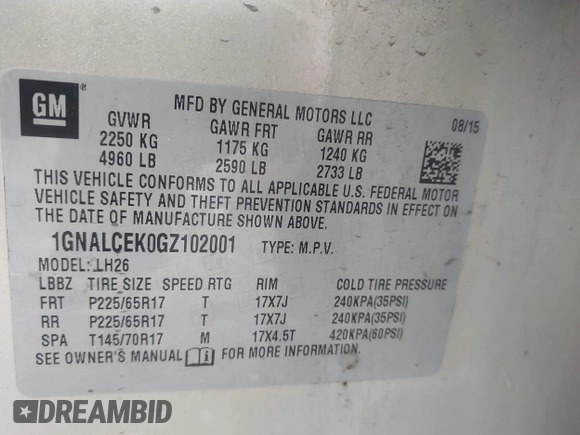 GM ®
MFD BY GENERAL MOTORS LLC
08/15
GVWR GAWR FRT GAWR RR
2250 KG 1175 KG 1240 KG
4960 LB 2590 LB 2733 LB
THIS VEHICLE CONFORMS TO ALL APPLICABLE U.S. FEDERAL MOTOR
VEHICLE SAFETY AND THEFT PREVENTION STANDARDS IN EFFECT ON
THE DATE OF MANUFACTURE SHOWN ABOVE.
1GNALCEK0GZ102001 TYPE: M.P.V.
MODEL: LH26
LBBZ TIRE SIZE SPEED RTG RIM COLD TIRE PRESSURE
FRT P225/65R17 T 17X7J 240KPA(35PSI)
RR P225/65R17 T 17X7J 240KPA(35PSI)
SPA T145/70R17 M 17X4.5T 420KPA(60PSI)
SEE OWNER'S MANUAL i FOR MORE INFORMATION.
DREAMBID